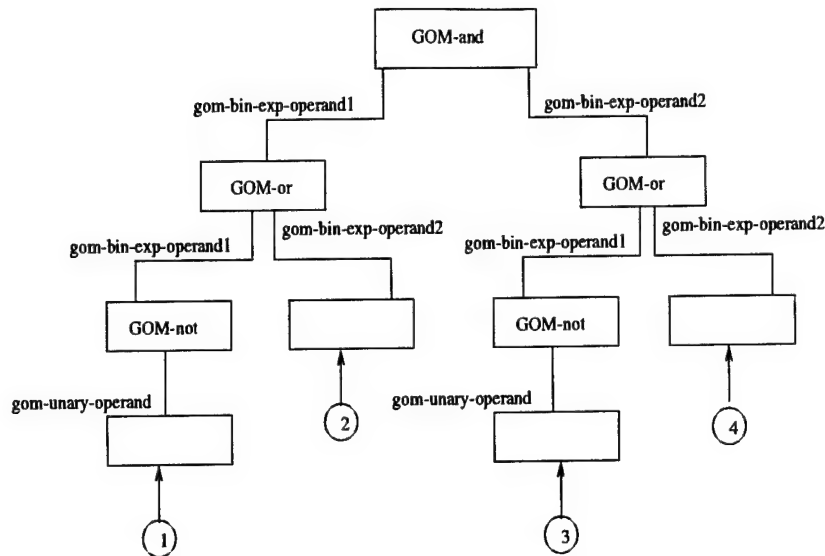 GOM-and
gom-bin-exp-operand1
gom-bin-exp-operand2
GOM-or
GOM-or
gom-bin-exp-operand1
gom-bin-exp-operand2
gom-bin-exp-operand1
gom-bin-exp-operand2
GOM-not
GOM-not
gom-unary-operand
gom-unary-operand
2
4
1
3